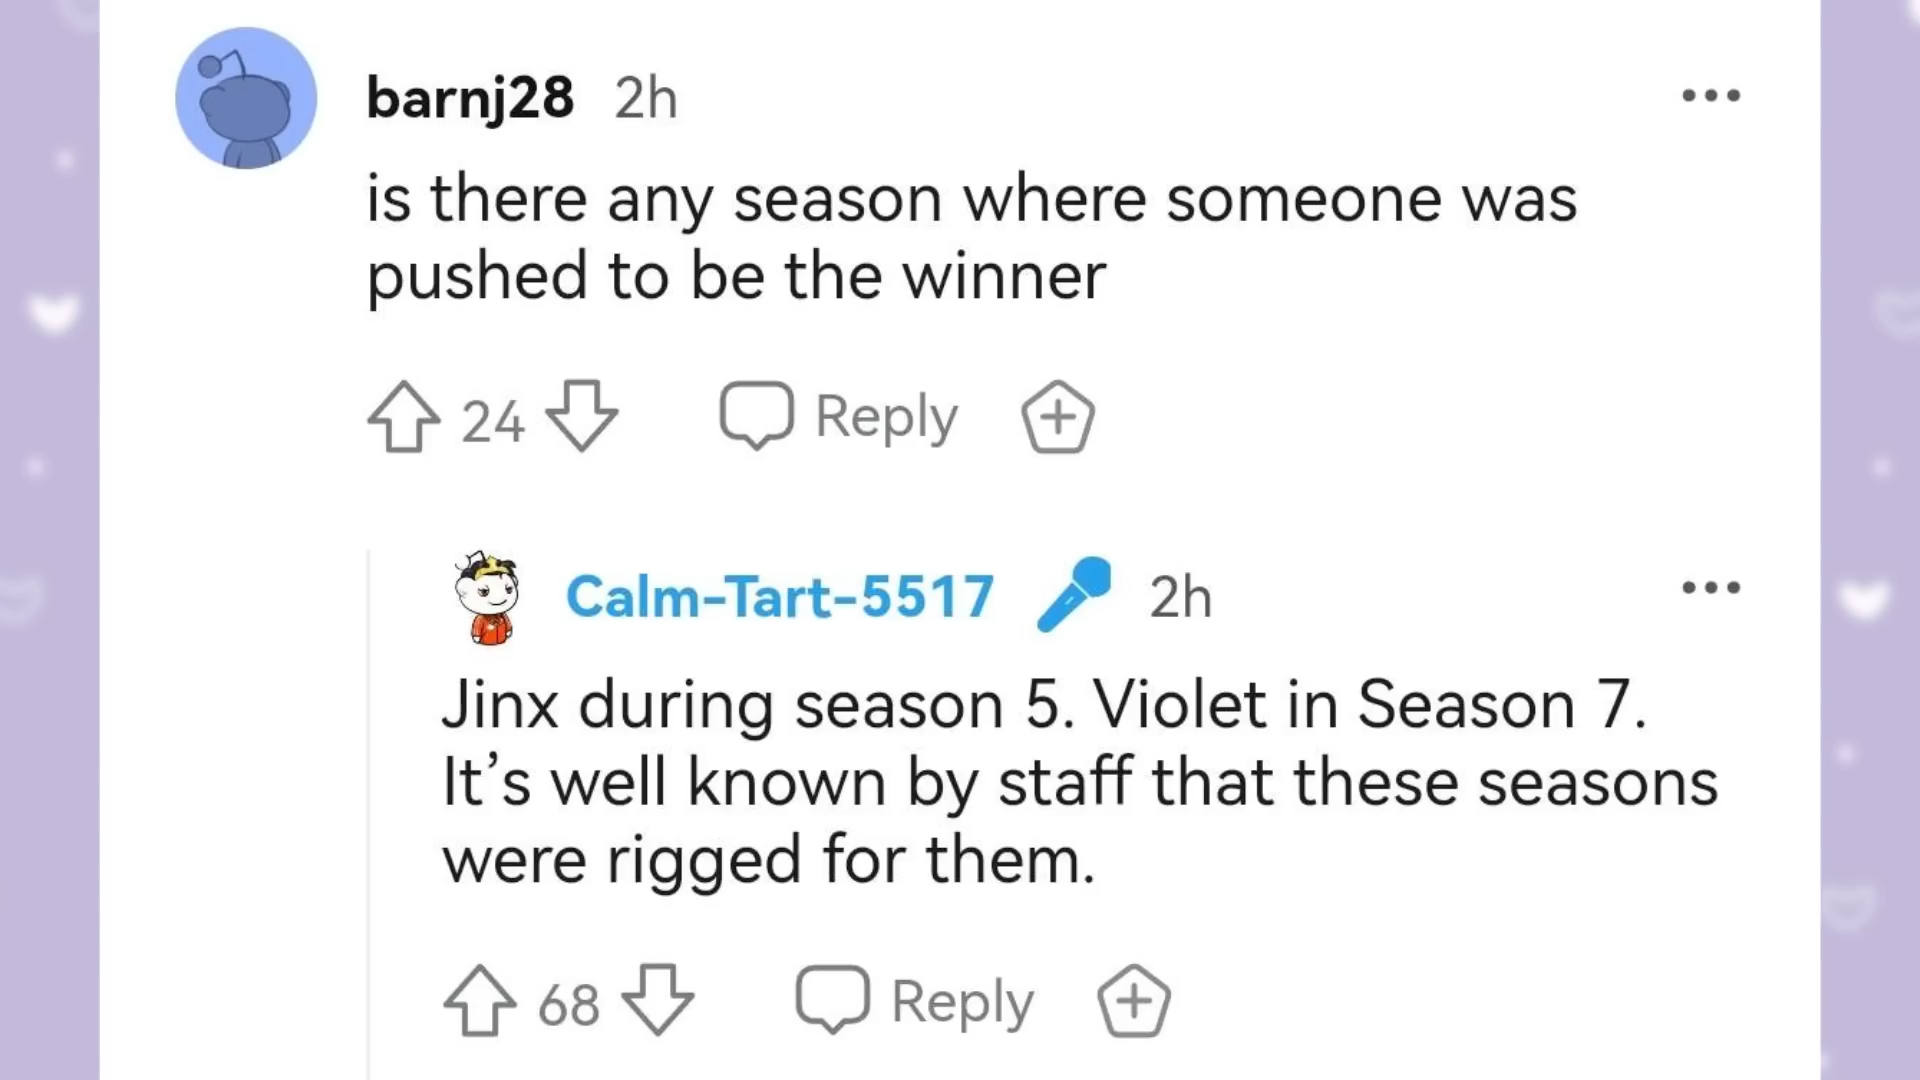 barnj28 2h
is there any season where someone was
pushed to be the winner
24 Reply
Calm-Tart-5517 2h
Jinx during season 5. Violet in Season 7.
It’s well known by staff that these seasons
were rigged for them.
68 Reply